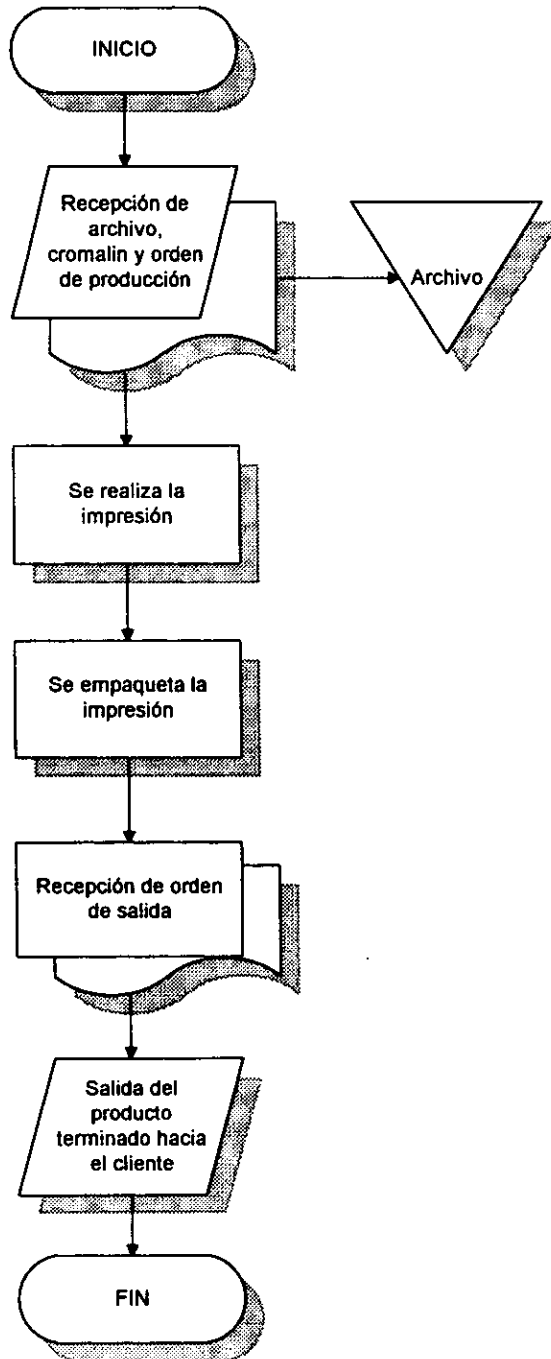 INICIO
Recepción de
archivo,
cromalin y orden
de producción
Archivo
Se realiza la
impresión
Se empaqueta la
impresión
Recepción de orden
de salida
Salida del
producto
terminado hacia
el cliente
FIN